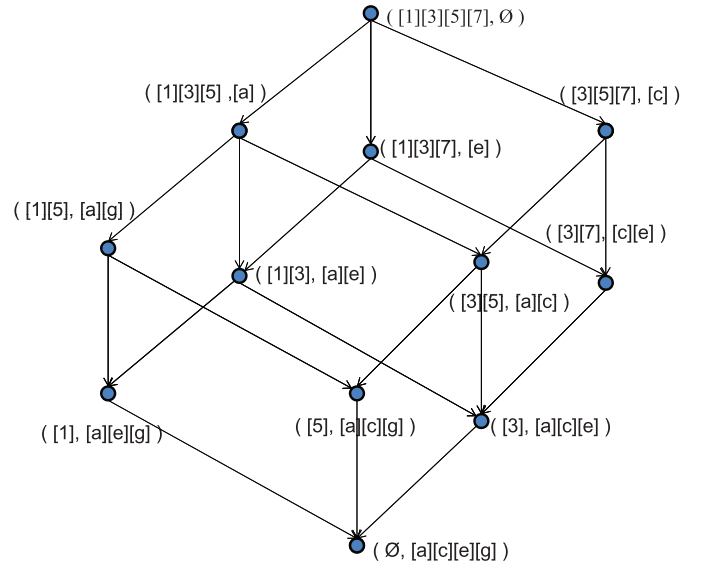 ( [1][3][5][7], Ø )
( [1][3][5] ,[a] )
( [3][5][7], [c] )
( [1][3][7], [e] )
( [1][5], [a][g] )
( [3][7], [c][e] )
( [1][3], [a][e] )
( [3][5], [a][c] )
( [1], [a][e][g] )
( [5], [a][c][g] )
( [3], [a][c][e] )
( Ø, [a][c][e][g] )